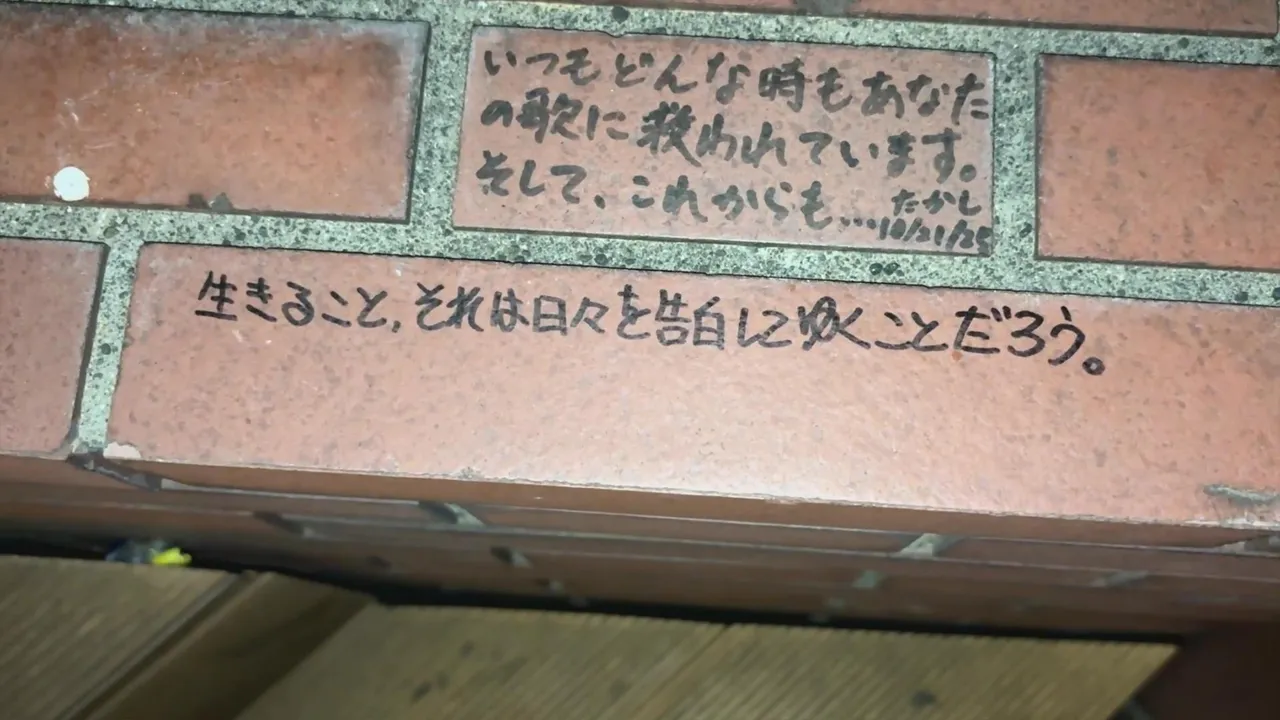 いつもどんな時もあなた
の歌に救われています。
そして、これからも…
たかし
10/21/25
生きること,それは日々を告白して ゆくことだろう。